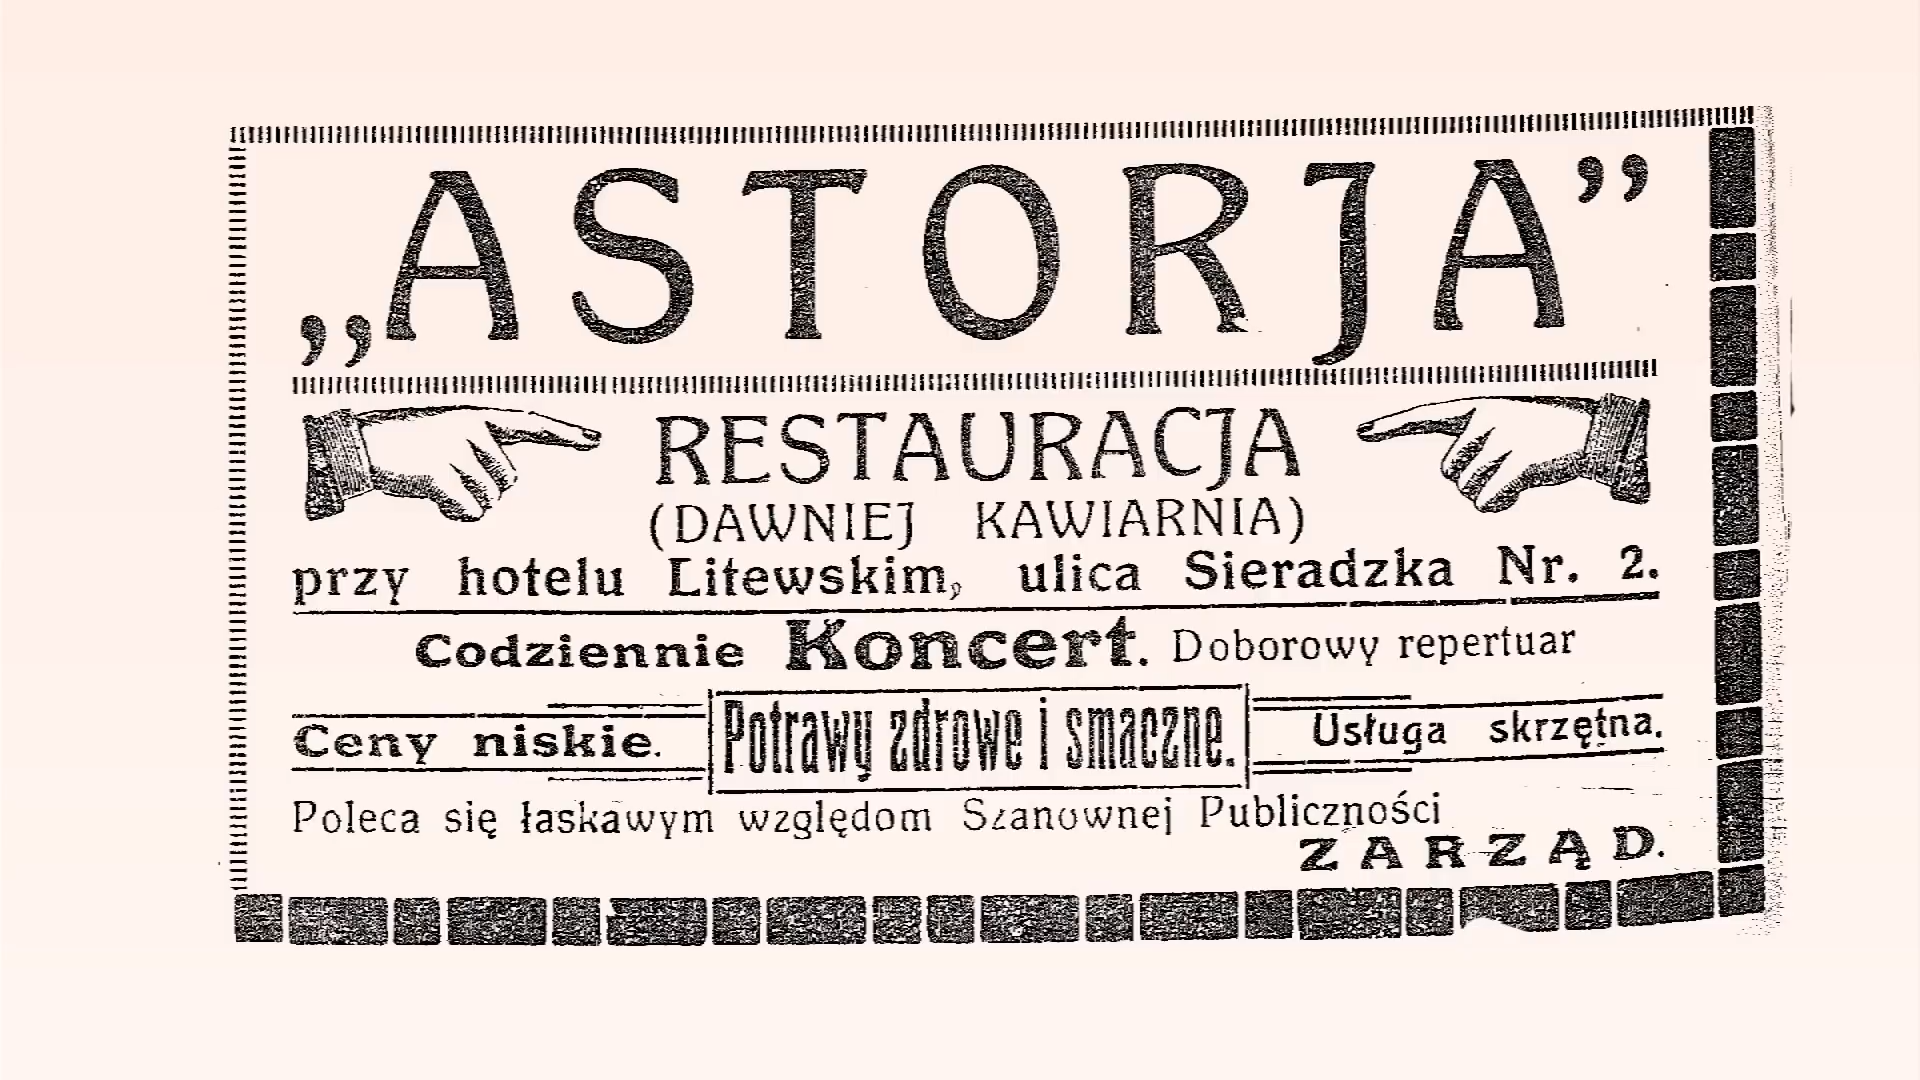 „ASTORJA”
RESTAURACJA
(DAWNIEJ KAWIARNIA)
przy hotelu Litewskim, ulica Sieradzka Nr. 2.
Codziennie Koncert. Doborowy repertuar
Ceny niskie. Potrawy zdrowe i smaczne. Usługa skrzętna.
Poleca się łaskawym względom Szanownej Publiczności
ZARZĄD.